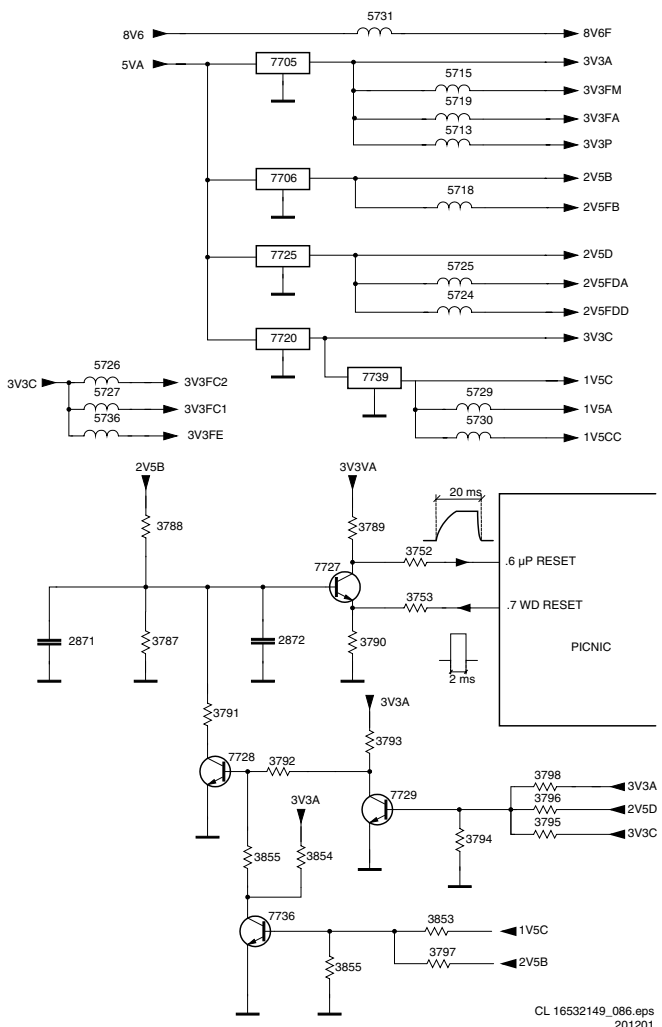 5731
8V6
8V6F
5VA
7705
3V3A
5715
3V3FM
5719
3V3FA
5713
3V3P
7706
2V5B
5718
2V5FB
7725
2V5D
5725
2V5FDA
5724
2V5FDD
7720
3V3C
7739
1V5C
5729
1V5A
5730
1V5CC
5726
3V3C
3V3FC2
5727
3V3FC1
5736
3V3FE
2V5B
3V3VA
20 ms
3788
3789
7727
3752
.6 µP RESET
3753
.7 WD RESET
2871
3787
2872
3790
PICNIC
2 ms
3791
3V3A
3793
7728
3792
7729
3798
3V3A
3796
2V5D
3795
3V3C
3V3A
3794
3855
3854
7736
3853
1V5C
3797
2V5B
3855
CL 16532149_086.eps
201201